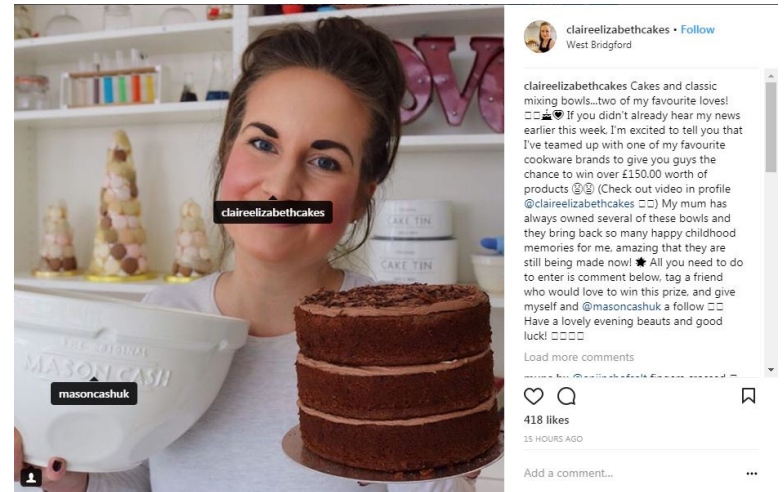 OVE
claireelizabethcakes
CAKE TIN
CAKE TIN
THE ORIGINAL
MASON CASH
masoncashuk
claireelizabethcakes • Follow
West Bridgford
claireelizabethcakes Cakes and classic
mixing bowls...two of my favourite loves!
□□🎂💗 If you didn't already hear my news
earlier this week, I'm excited to tell you that
I've teamed up with one of my favourite
cookware brands to give you guys the
chance to win over £150.00 worth of
products (Check out video in profile
@claireelizabethcakes □□) My mum has
always owned several of these bowls and
they bring back so many happy childhood
memories for me, amazing that they are
still being made now! All you need to do
to enter is comment below, tag a friend
who would love to win this prize, and give
myself and @masoncashuk a follow □□
Have a lovely evening beauts and good
luck! □□□□
Load more comments
418 likes
15 HOURS AGO
Add a comment...